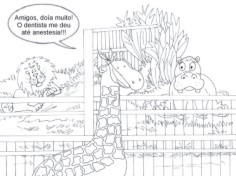 Amigos, doía muito!
O dentista me deu
até anestesia!!!